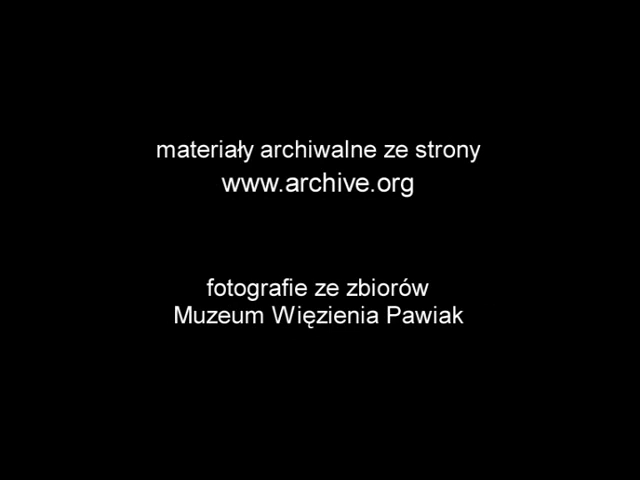 materiały archiwalne ze strony
www.archive.org
fotografie ze zbiorów
Muzeum Więzienia Pawiak